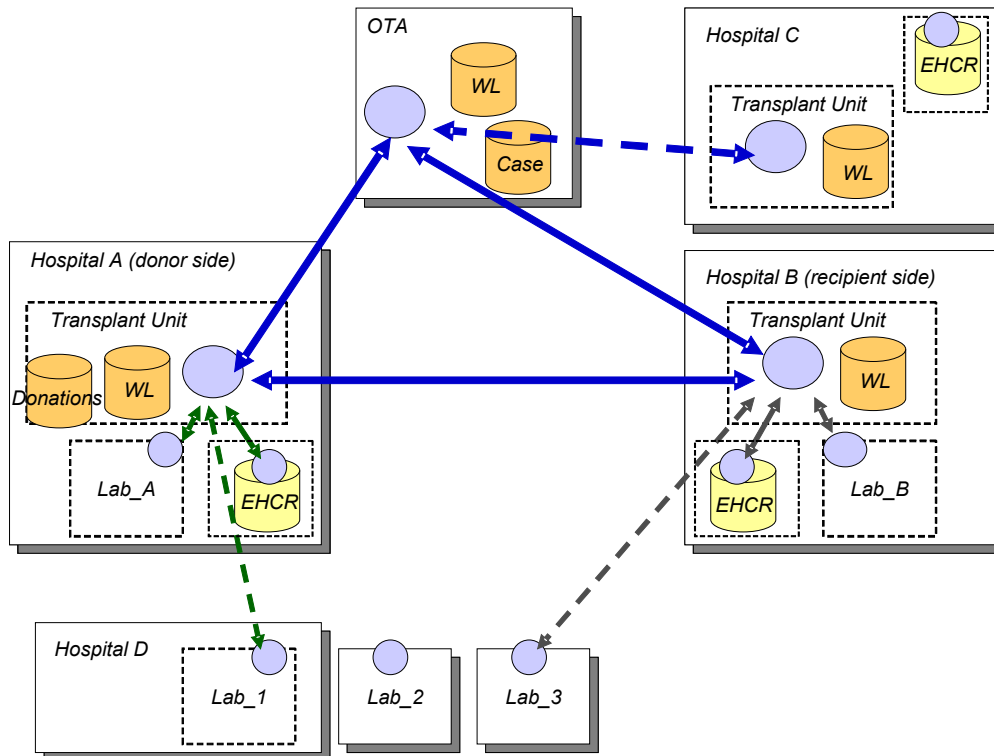 OTA
WL
Case
Hospital C
EHCR
Transplant Unit
WL
Hospital A (donor side)
Transplant Unit
Donations
WL
Lab_A
EHCR
Hospital B (recipient side)
Transplant Unit
WL
EHCR
Lab_B
Hospital D
Lab_1
Lab_2
Lab_3